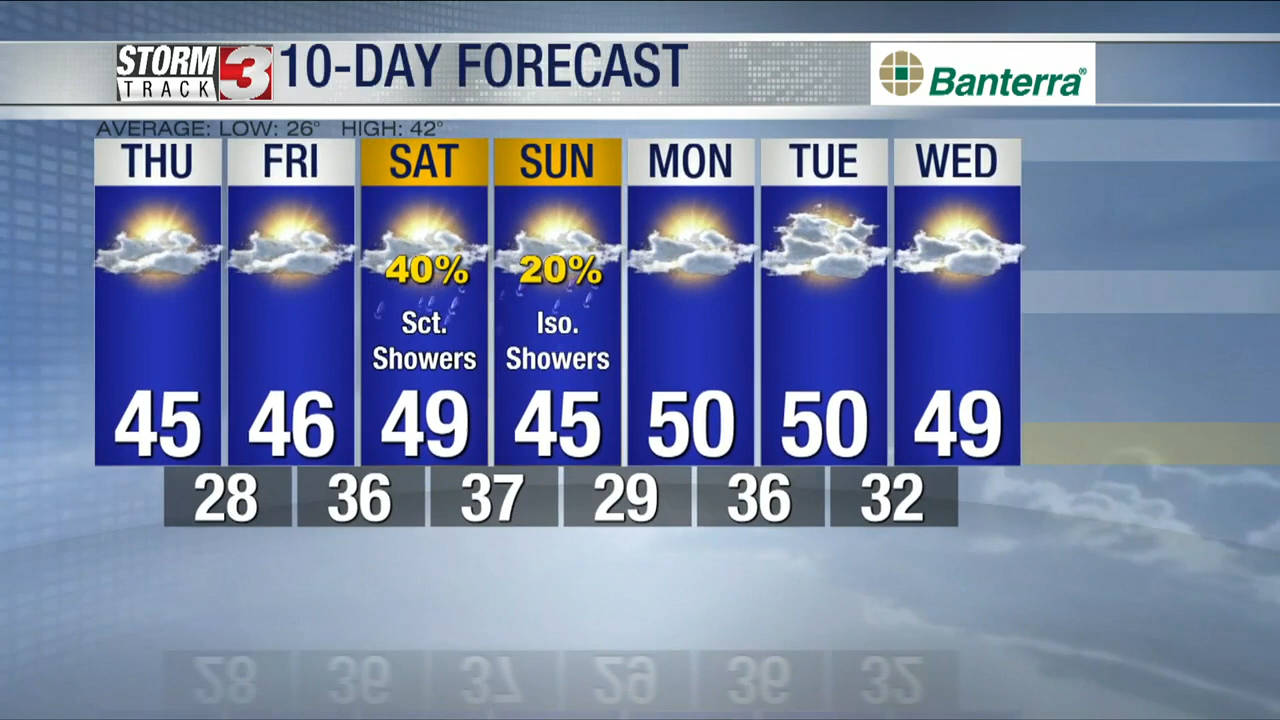 STORM TRACK 3 10-DAY FORECAST Banterra®
AVERAGE: LOW: 26° HIGH: 42°
THU FRI SAT SUN MON TUE WED
40% 20%
Sct. Showers
Iso. Showers
45 46 49 45 50 50 49
28 36 37 29 36 32